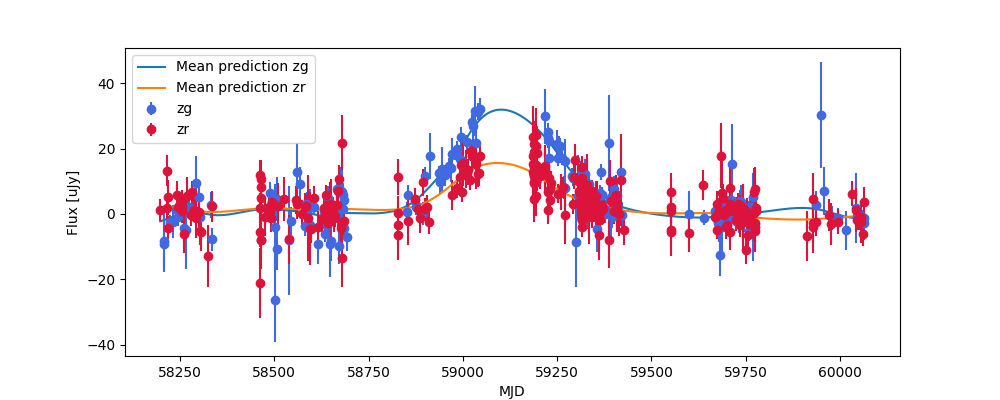 Mean prediction zg
Mean prediction zr
zg
zr
Flux [uJy]
40
20
0
−20
−40
58250
58500
58750
59000
59250
59500
59750
60000
MJD